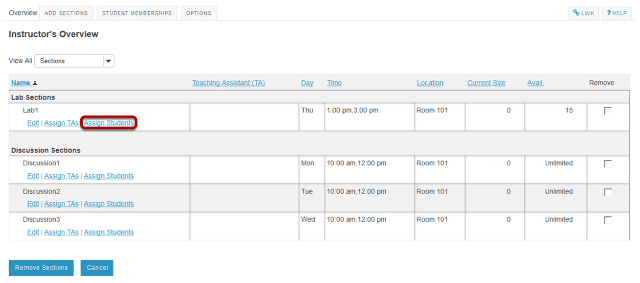 Overview ADD SECTIONS STUDENT MEMBERSHIPS OPTIONS LINK ? HELP
Instructor's Overview
View All Sections
Name Teaching Assistant (TA) Day Time Location Current Size Avail. Remove
Lab Sections
Lab1 Thu 1:00 pm,3:00 pm Room 101 0 15
Edit | Assign TAs | Assign Students
Discussion Sections
Discussion1 Mon 10:00 am,12:00 pm Room 101 0 Unlimited
Edit | Assign TAs | Assign Students
Discussion2 Tue 10:00 am,12:00 pm Room 101 0 Unlimited
Edit | Assign TAs | Assign Students
Discussion3 Wed 10:00 am,12:00 pm Room 101 0 Unlimited
Edit | Assign TAs | Assign Students
Remove Sections Cancel